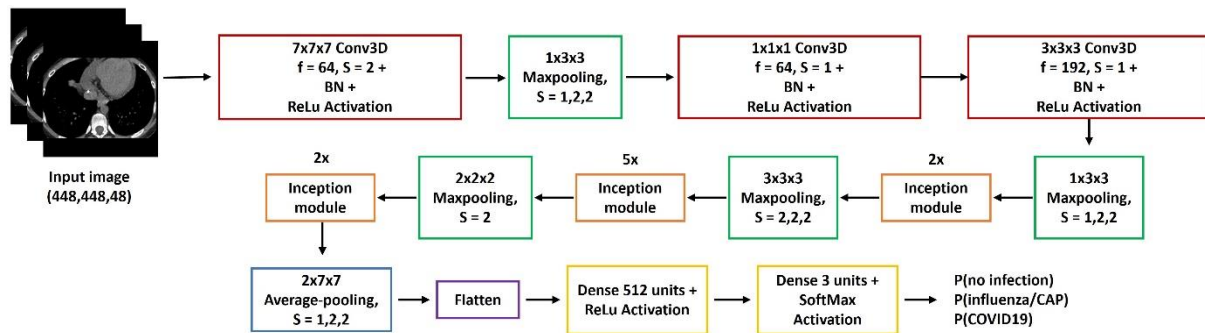 7x7x7 Conv3D
f = 64, S = 2 +
BN +
ReLu Activation
1x3x3
Maxpooling,
S = 1,2,2
1x1x1 Conv3D
f = 64, S = 1 +
BN +
ReLu Activation
3x3x3 Conv3D
f = 192, S = 1 +
BN +
ReLu Activation
Input image
(448,448,48)
2x
Inception
module
2x2x2
Maxpooling,
S = 2
5x
Inception
module
3x3x3
Maxpooling,
S = 2,2,2
2x
Inception
module
1x3x3
Maxpooling,
S = 1,2,2
2x7x7
Average-pooling,
S = 1,2,2
Flatten
Dense 512 units +
ReLu Activation
Dense 3 units +
SoftMax
Activation
P(no infection)
P(influenza/CAP)
P(COVID19)